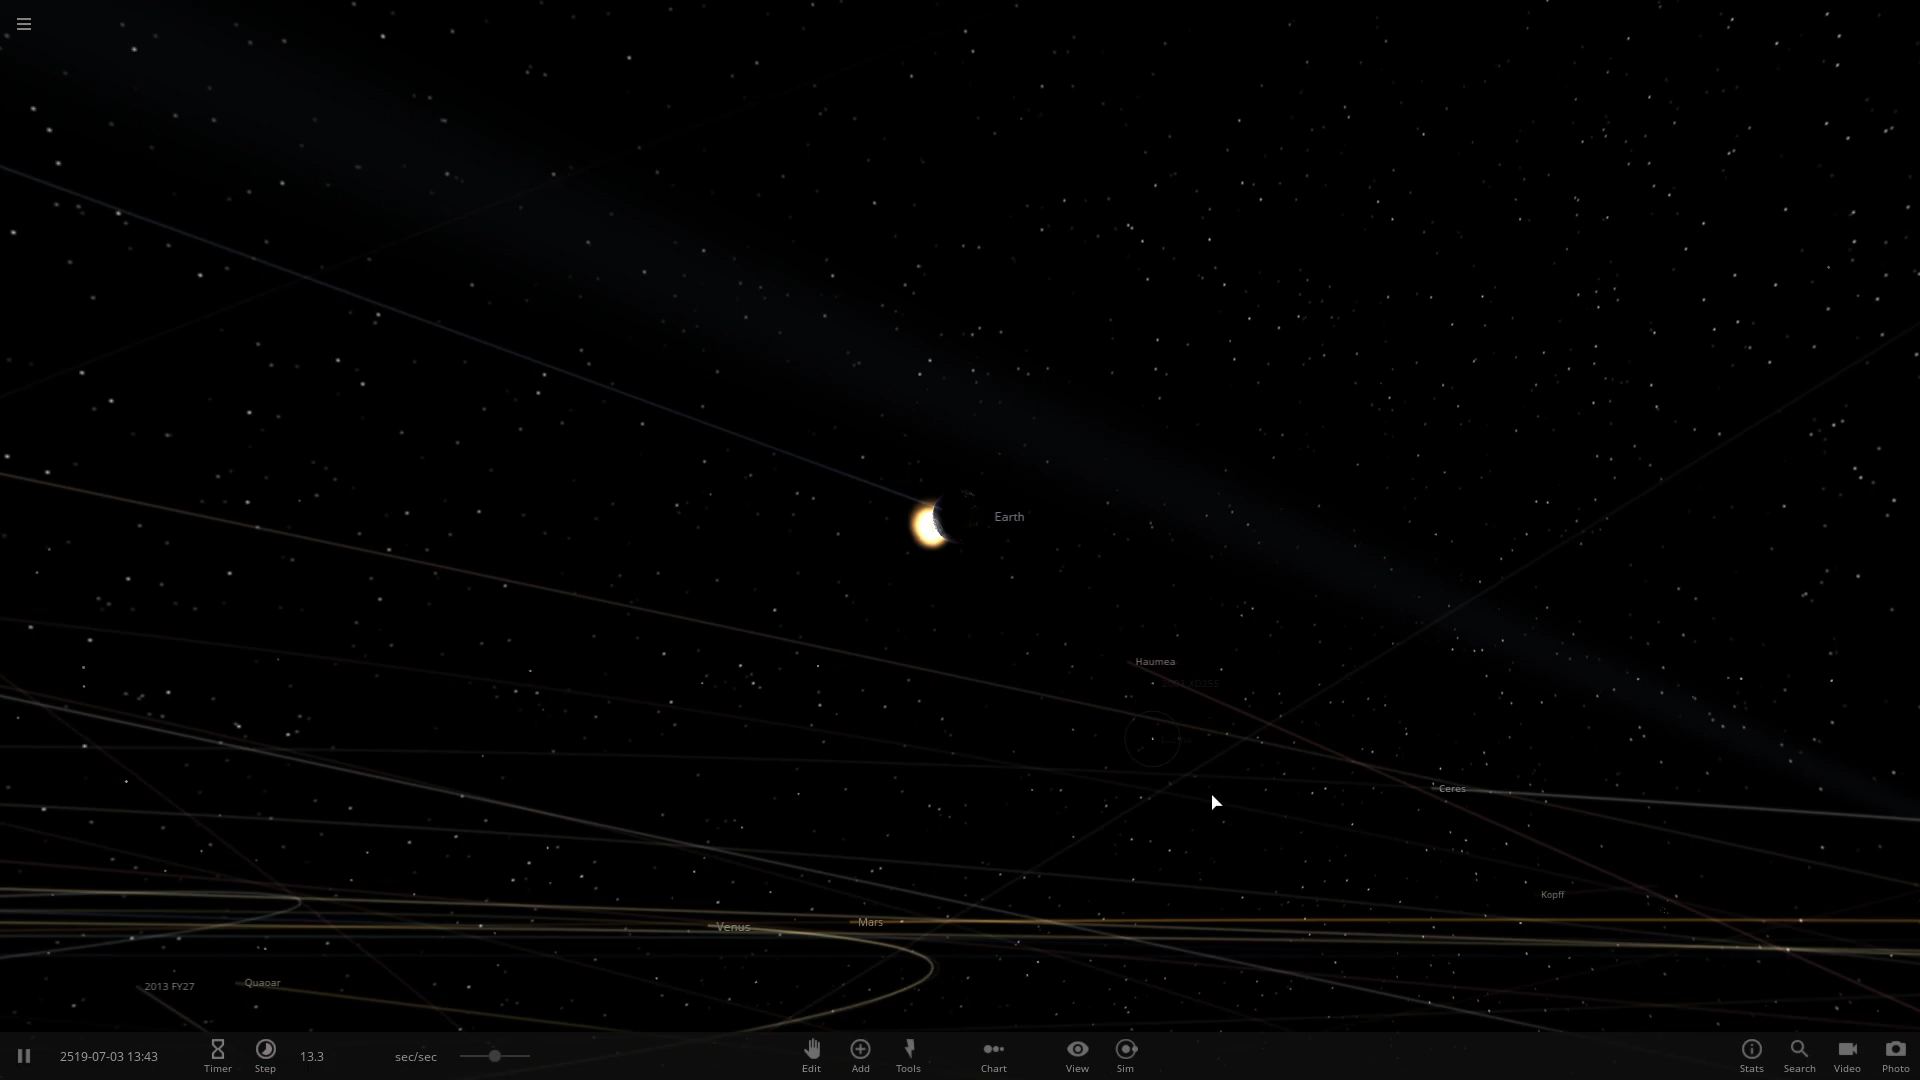 Earth
Haumea
Ceres
Kopff
Mars
Venus
Quaoar
2013 FY27
2519-07-03 13:43
Timer
Step
13.3
sec/sec
Edit
Add
Tools
Chart
View
Sim
Stats
Search
Video
Photo